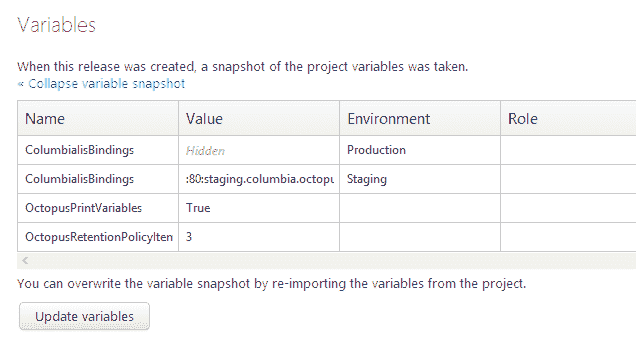 Variables
When this release was created, a snapshot of the project variables was taken.
« Collapse variable snapshot
Name Value Environment Role
ColumbiaIisBindings Hidden Production
ColumbiaIisBindings :80:staging.columbia.octopu Staging
OctopusPrintVariables True
OctopusRetentionPolicyIten 3
You can overwrite the variable snapshot by re-importing the variables from the project.
Update variables